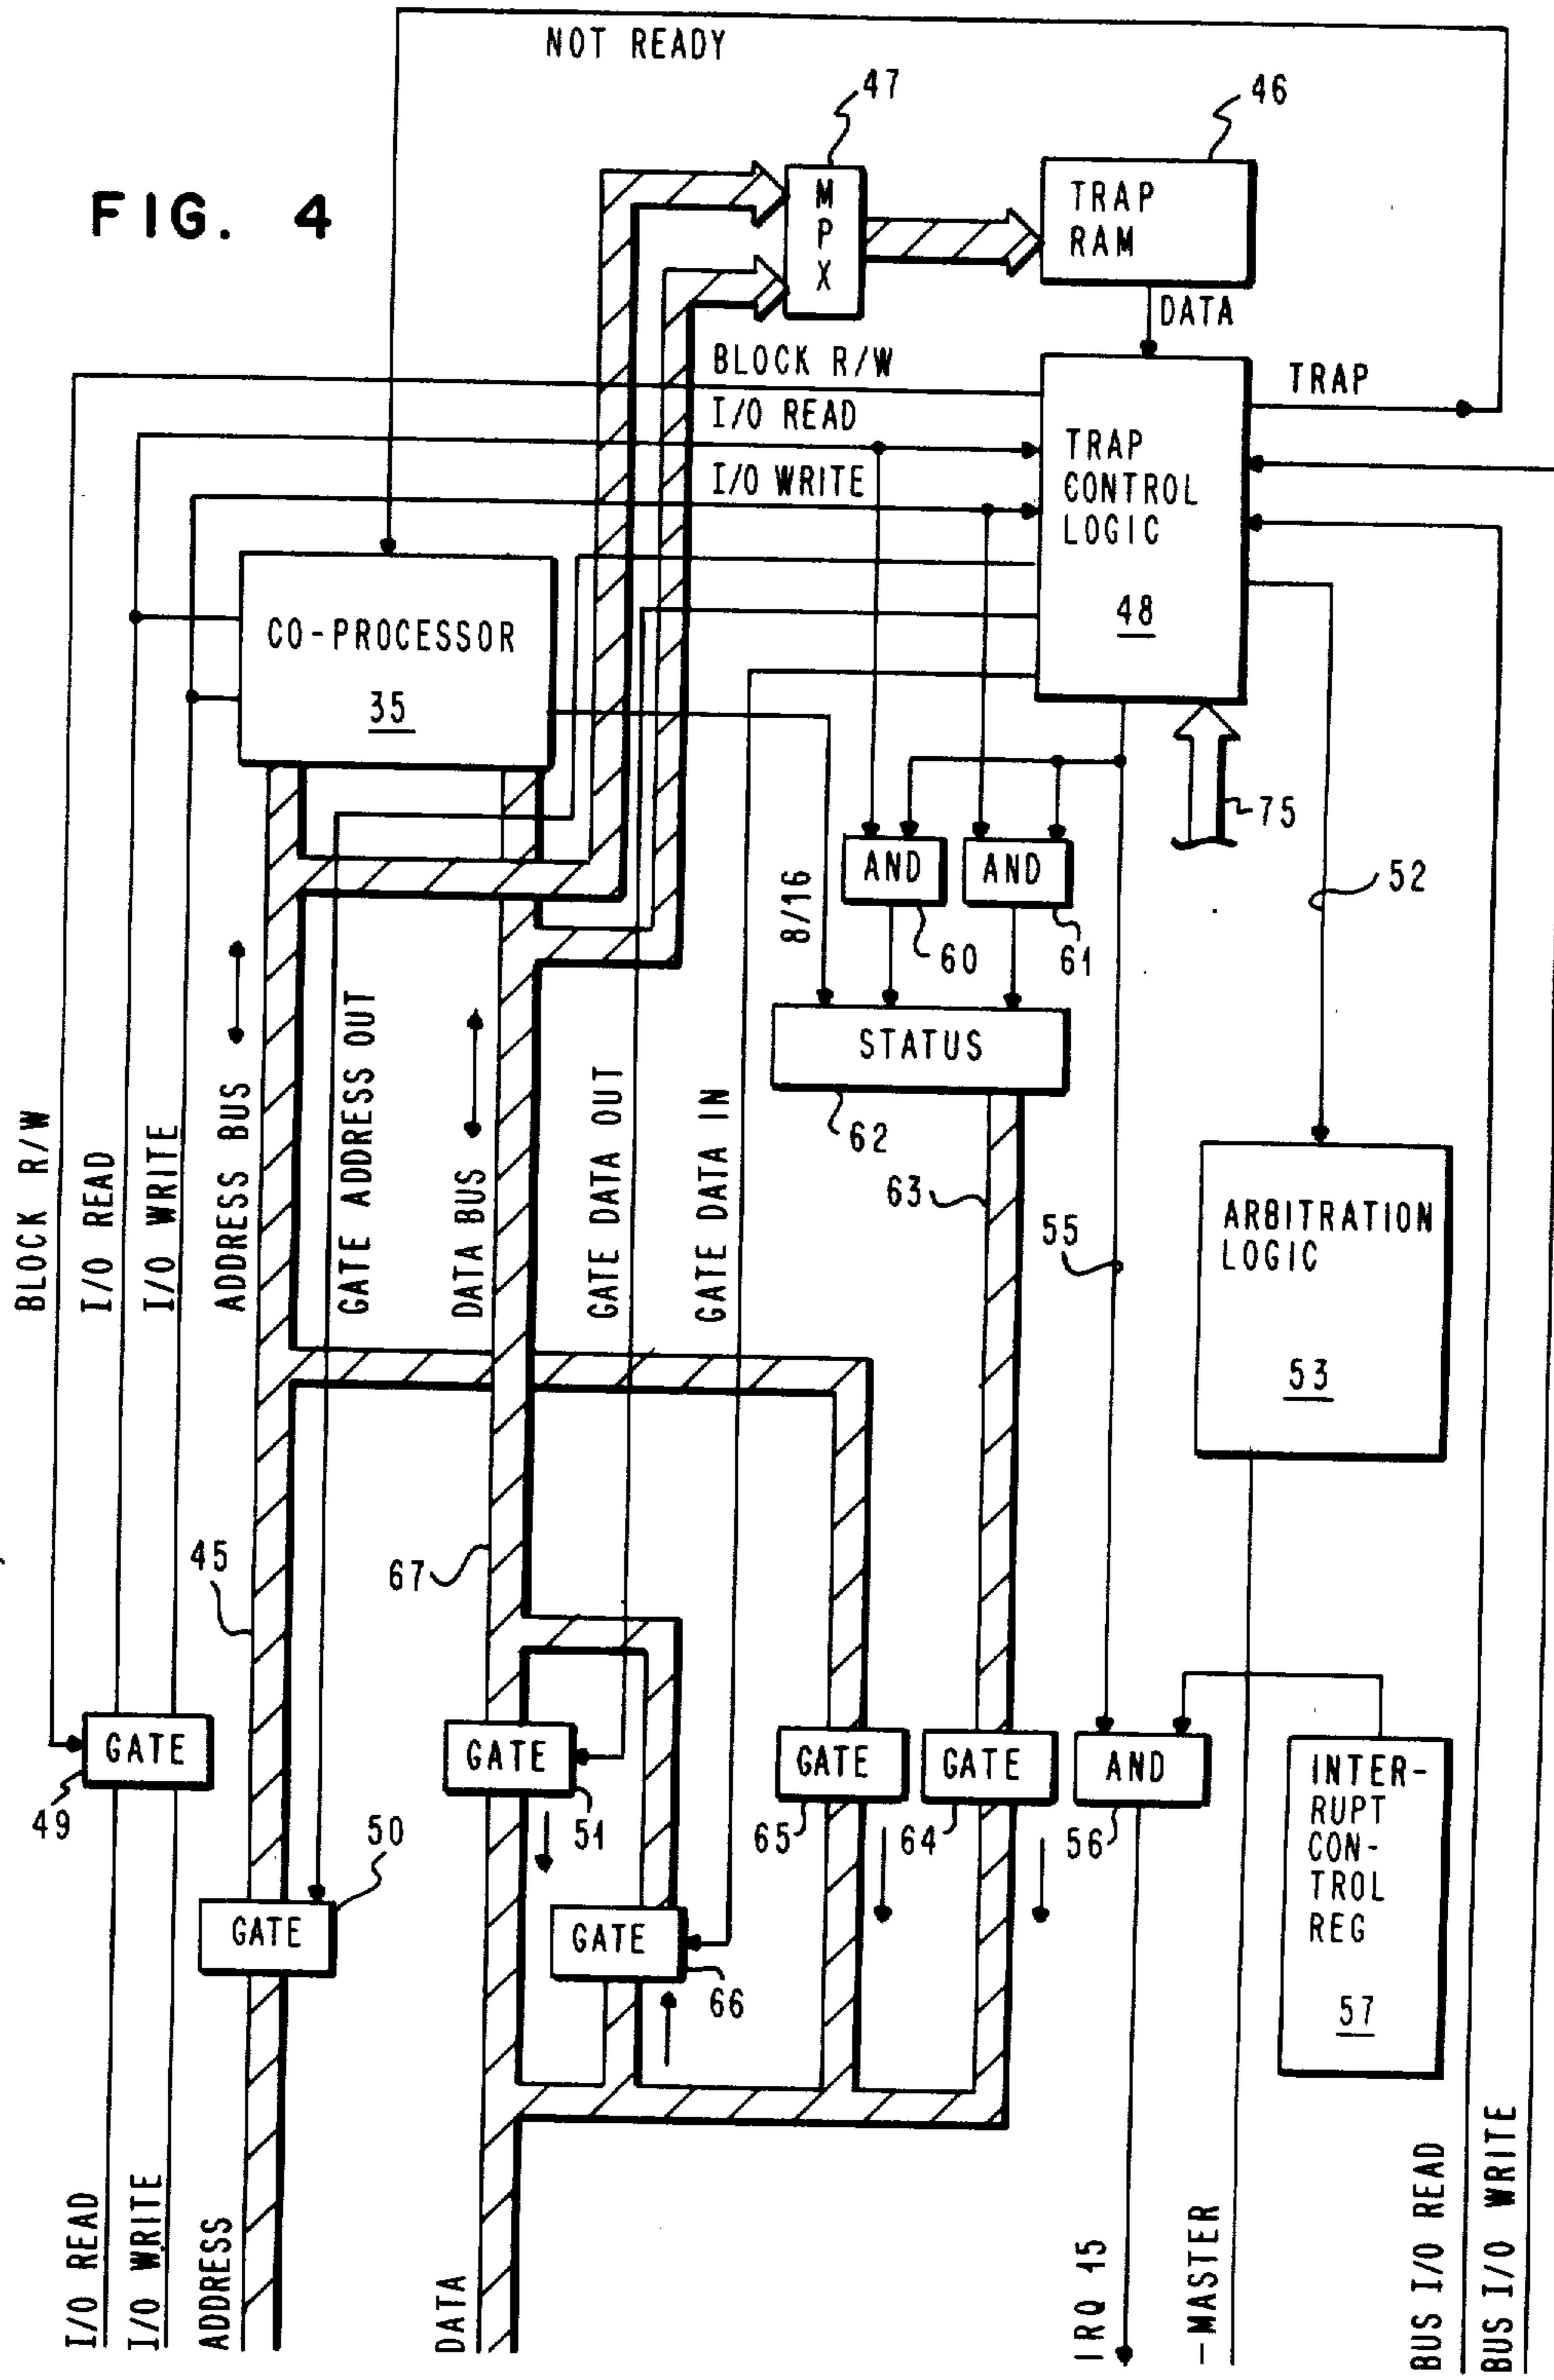 NOT READY
47
46
FIG. 4
MPX
TRAP
RAM
DATA
BLOCK R/W
TRAP
I/O READ
TRAP
CONTROL
LOGIC
I/O WRITE
48
CO-PROCESSOR
35
75
AND
AND
52
8/16
60
61
STATUS
62
BLOCK R/W
I/O READ
I/O WRITE
ADDRESS BUS
GATE ADDRESS OUT
DATA BUS
GATE DATA OUT
GATE DATA IN
63
55
ARBITRATION
LOGIC
53
45
67
GATE
49
GATE
51
GATE
65
GATE
64
AND
56
INTER-
RUPT
CON-
TROL
REG
57
50
GATE
GATE
66
I/O READ
I/O WRITE
ADDRESS
DATA
IRQ 15
-MASTER
BUS I/O READ
BUS I/O WRITE